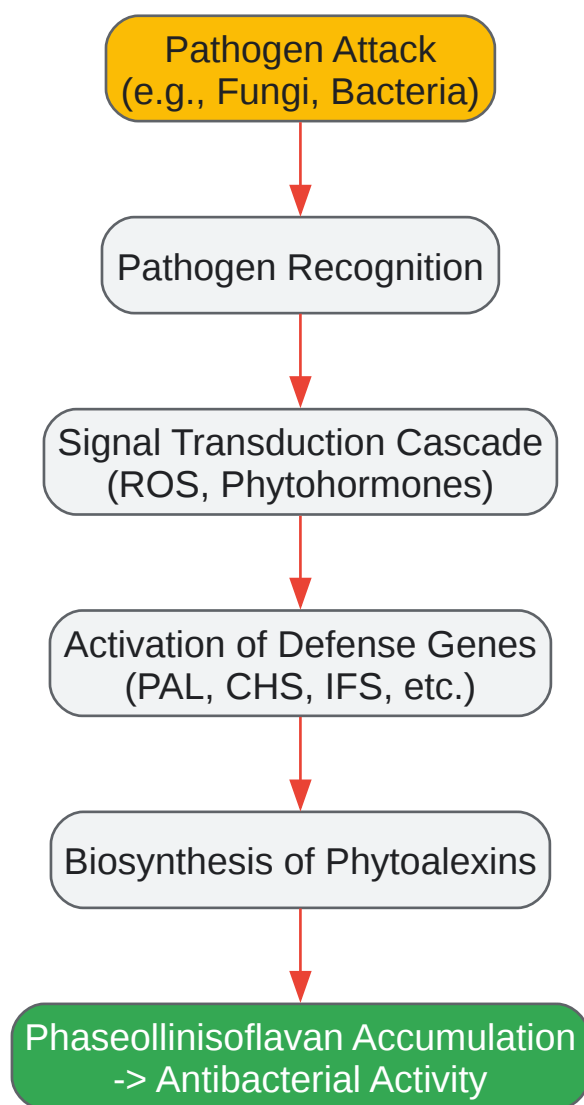 Pathogen Attack
(e.g., Fungi, Bacteria)
Pathogen Recognition
Signal Transduction Cascade
(ROS, Phytohormones)
Activation of Defense Genes
(PAL, CHS, IFS, etc.)
Biosynthesis of Phytoalexins
Phaseollinisoflavan Accumulation
-> Antibacterial Activity